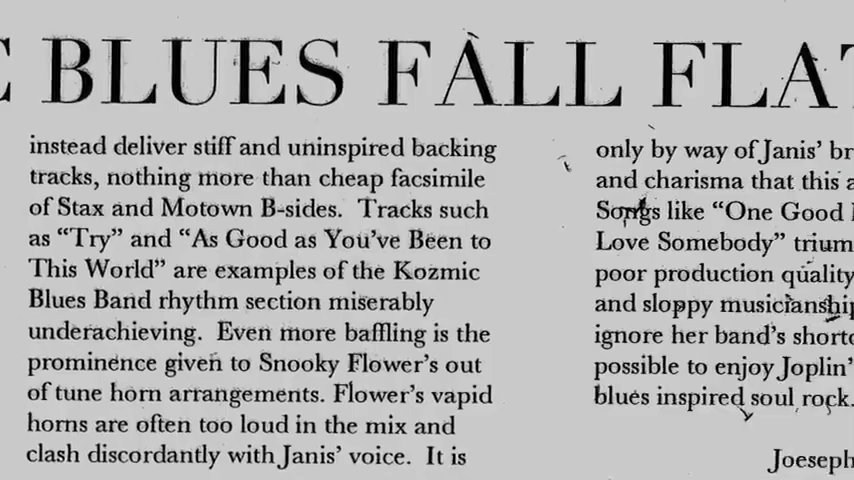 BLUES FÀLL FLAT
instead deliver stiff and uninspired backing
tracks, nothing more than cheap facsimile
of Stax and Motown B-sides. Tracks such
as “Try” and “As Good as You’ve Been to
This World” are examples of the Kozmic
Blues Band rhythm section miserably
underachieving. Even more baffling is the
prominence given to Snooky Flower’s out
of tune horn arrangements. Flower’s vapid
horns are often too loud in the mix and
clash discordantly with Janis’ voice. It is
only by way of Janis’ br
and charisma that this a
Songs like “One Good
Love Somebody” trium
poor production quality
and sloppy musicianship
ignore her band’s shortc
possible to enjoy Joplin’
blues inspired soul rock.
Joeseph